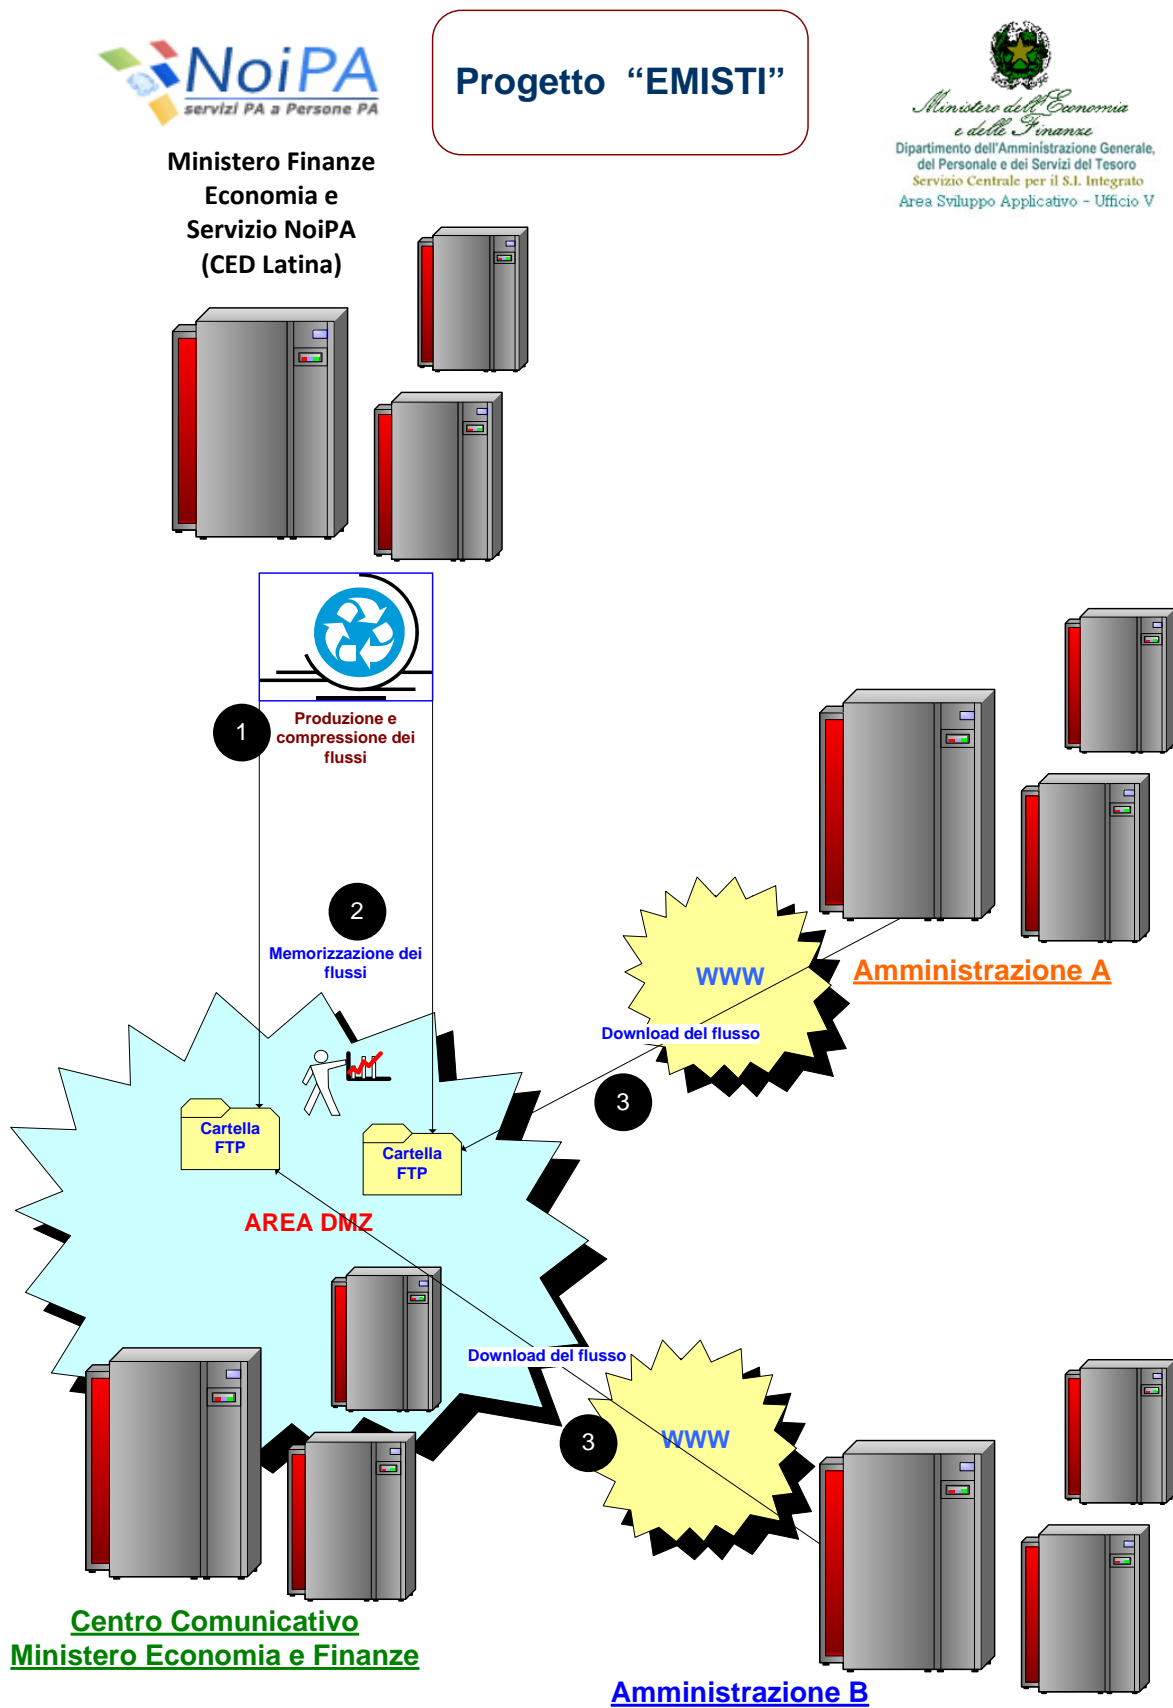 NoiPA
servizi PA a Persone PA
Progetto “EMISTI”
Ministero dell'Economia
e delle Finanze
Dipartimento dell'Amministrazione Generale,
del Personale e dei Servizi del Tesoro
Servizio Centrale per il S.I. Integrato
Area Sviluppo Applicativo - Ufficio V
Ministero Finanze
Economia e
Servizio NoiPA
(CED Latina)
1
Produzione e
compressione dei
flussi
2
Memorizzazione dei
flussi
WWW
Amministrazione A
Download del flusso
3
Cartella
FTP
Cartella
FTP
AREA DMZ
Download del flusso
3
WWW
Centro Comunicativo
Ministero Economia e Finanze
Amministrazione B